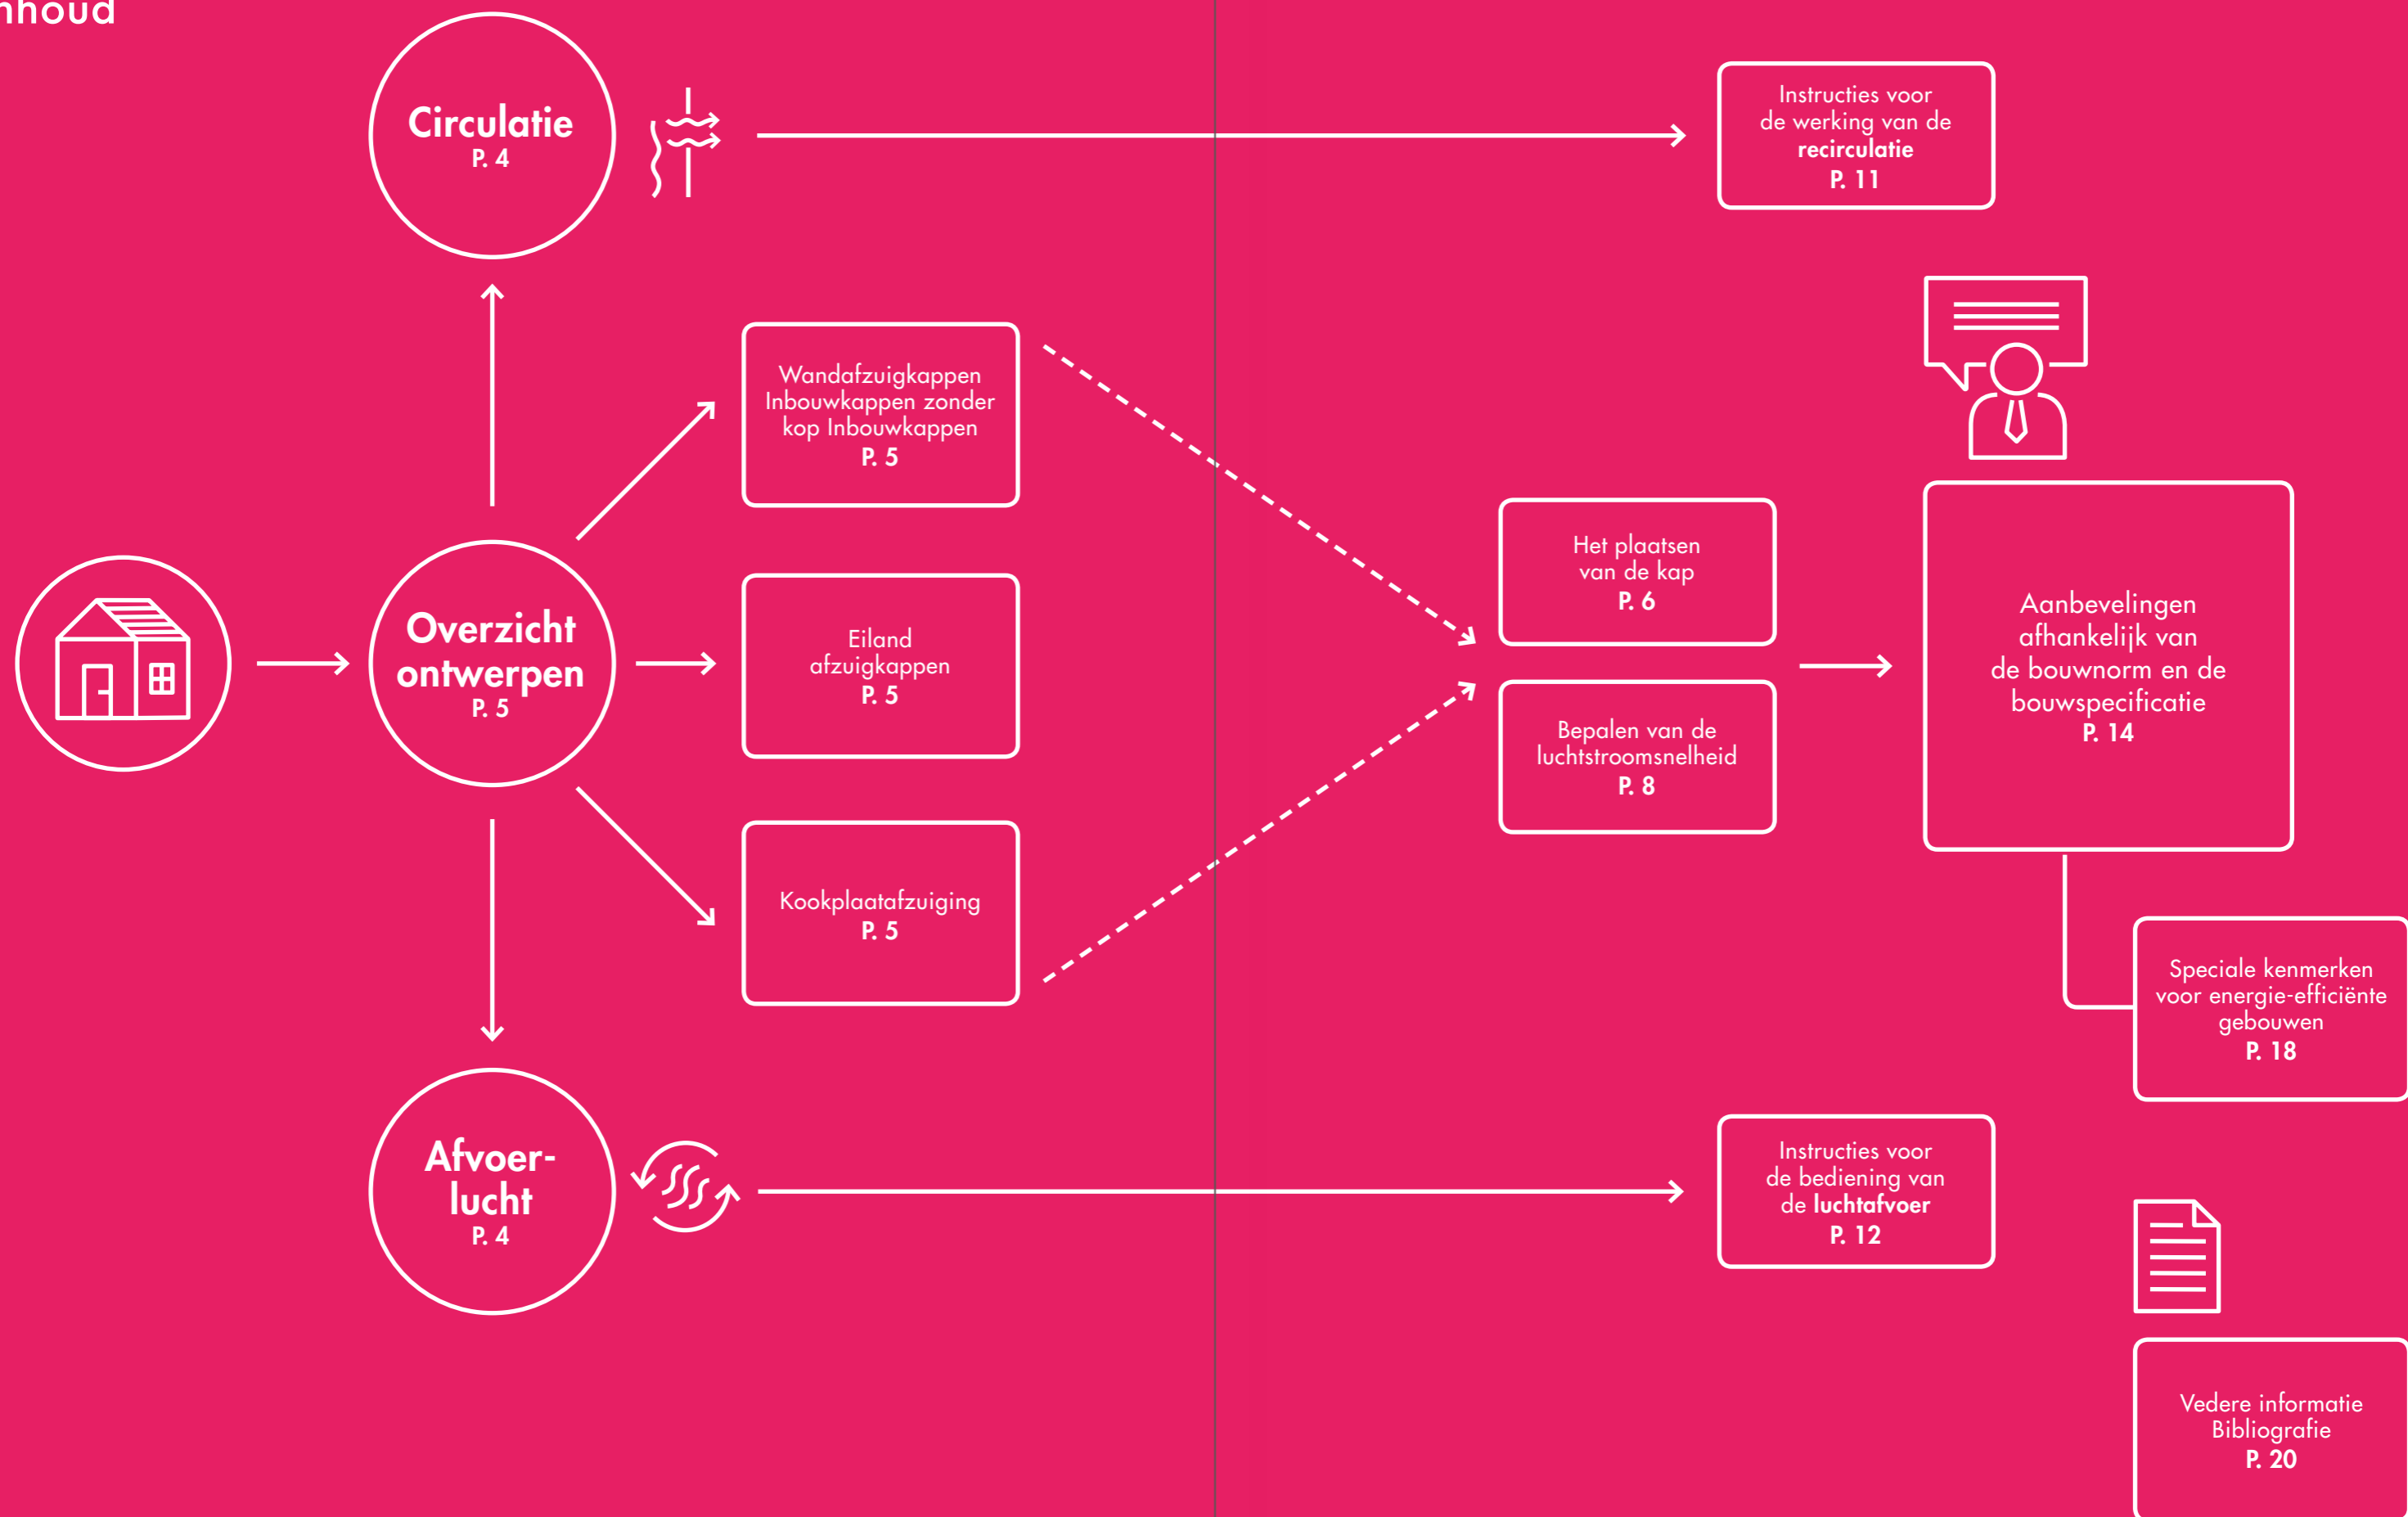 nhoud
Circulatie
P. 4
Instructies voor
de werking van de
recirculatie
P. 11
Wandafzuigkappen
Inbouwkappen zonder
kop Inbouwkappen
P. 5
Overzicht
ontwerpen
P. 5
Eiland
afzuigkappen
P. 5
Kookplaatafzuiging
P. 5
Het plaatsen
van de kap
P. 6
Bepalen van de
luchtstroomsnelheid
P. 8
Aanbevelingen
afhankelijk van
de bouwnorm en de
bouwspecificatie
P. 14
Speciale kenmerken
voor energie-efficiënte
gebouwen
P. 18
Afvoer-
lucht
P. 4
Instructies voor
de bediening van
de luchtafvoer
P. 12
Vedere informatie
Bibliografie
P. 20